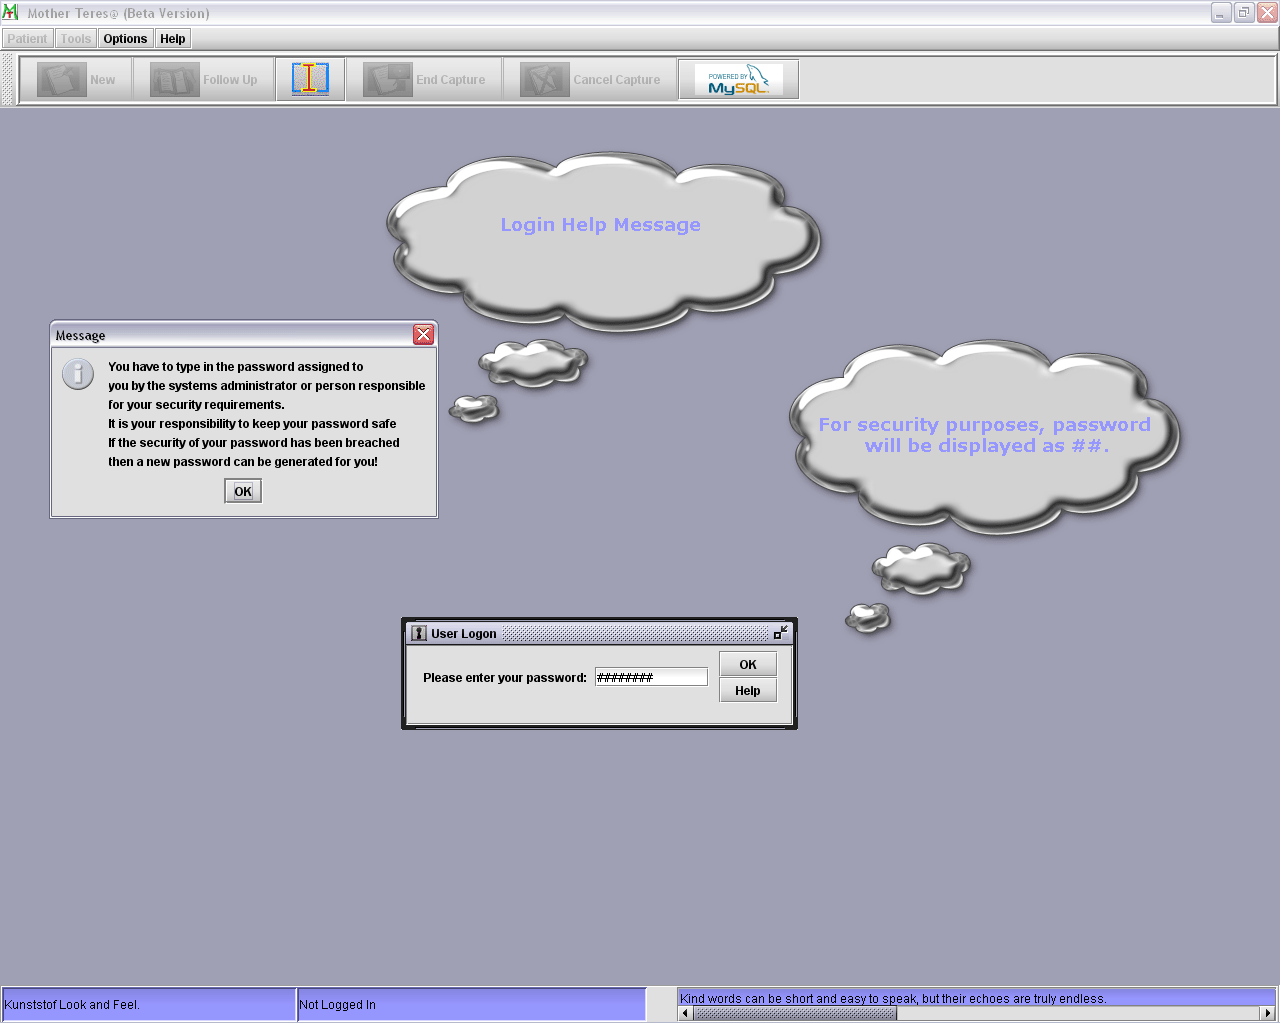 Mother Teres@ (Beta Version)
Patient Tools Options Help
New Follow Up End Capture Cancel Capture POWERED BY MySQL
Login Help Message
Message
You have to type in the password assigned to
you by the systems administrator or person responsible
for your security requirements.
It is your responsibility to keep your password safe
If the security of your password has been breached
then a new password can be generated for you!
OK
For security purposes, password
will be displayed as ##.
User Logon
Please enter your password: ########
OK
Help
Kunststof Look and Feel.
Not Logged In
Kind words can be short and easy to speak, but their echoes are truly endless.